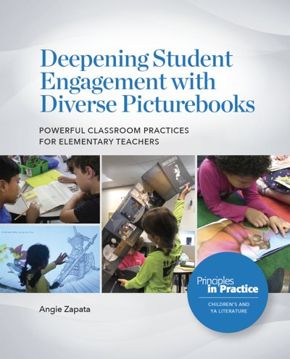 Deepening Student
Engagement with
Diverse Picturebooks
POWERFUL CLASSROOM PRACTICES
FOR ELEMENTARY TEACHERS
Principles
in Practice
CHILDREN'S AND
YA LITERATURE
Angie Zapata